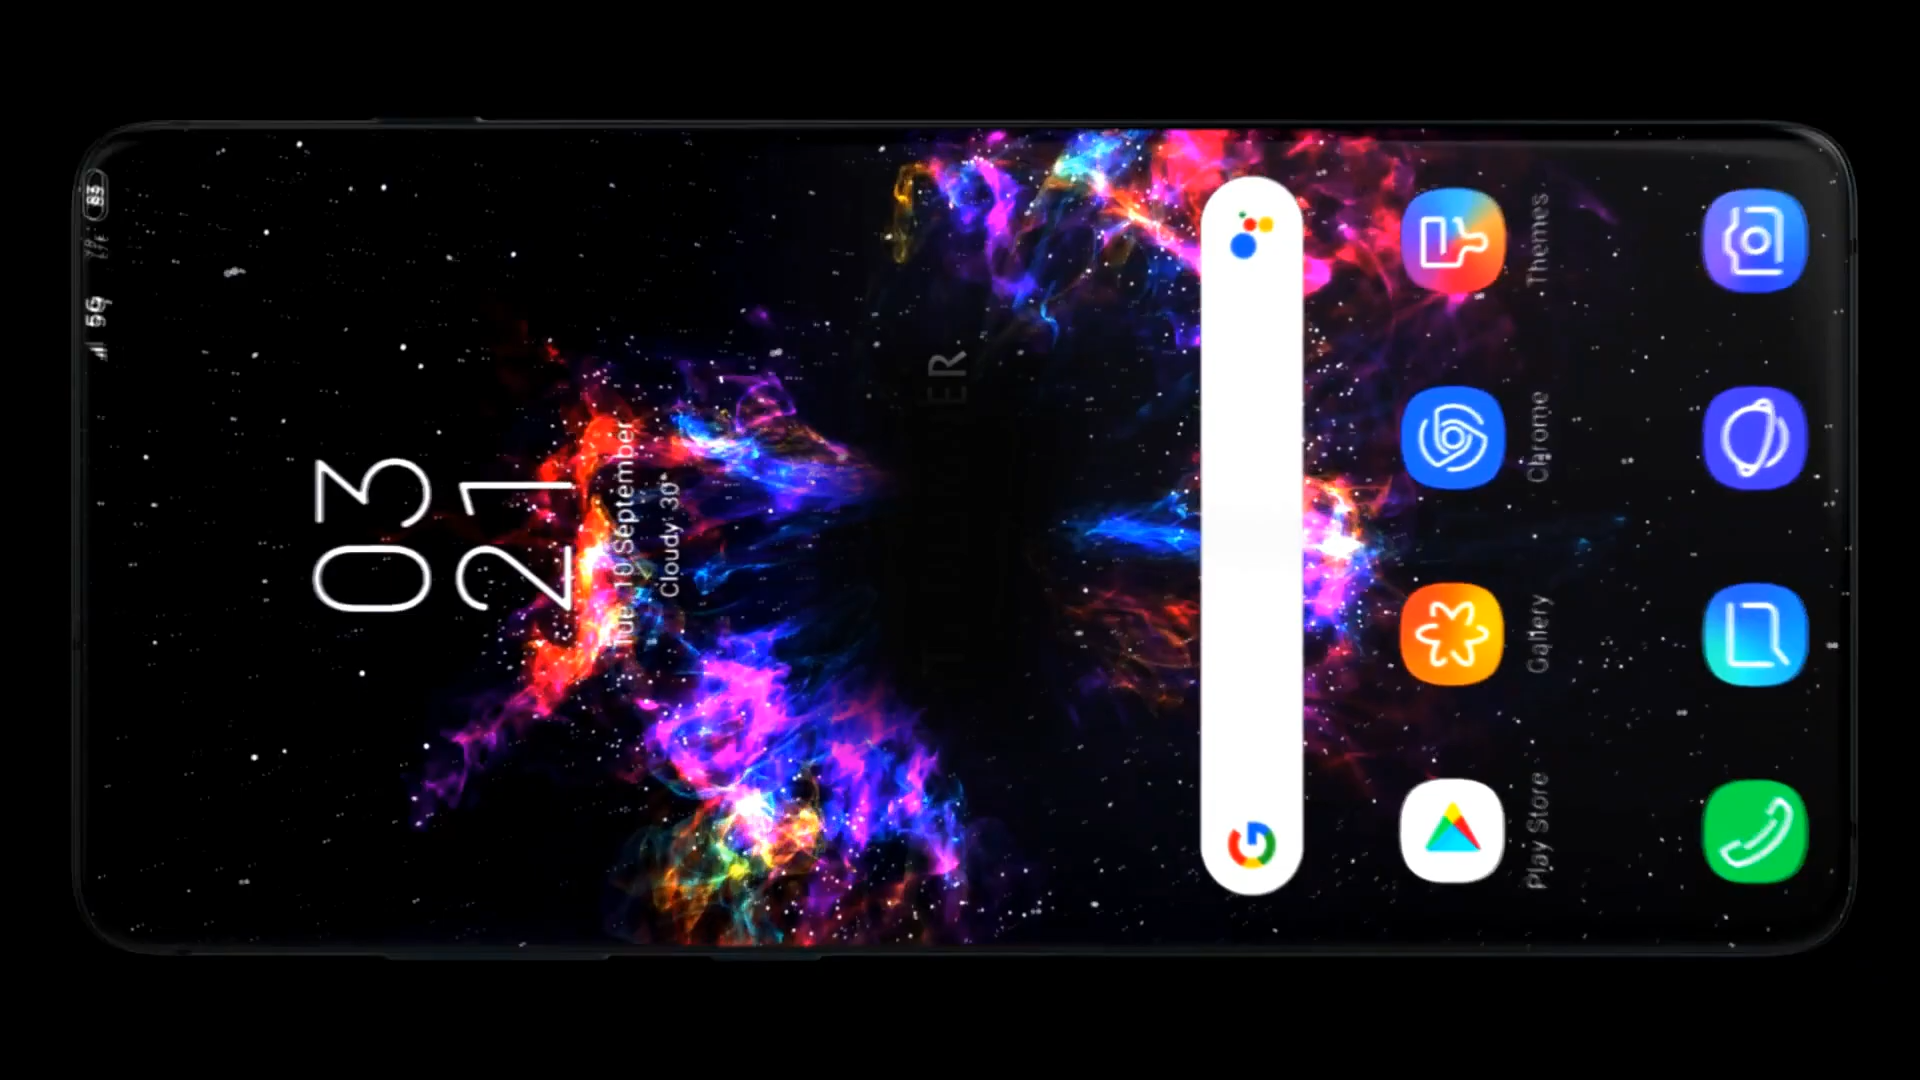 5G
03
21
Tue 10 September
Cloudy 30°
Play Store
Gallery
Chrome
Themes